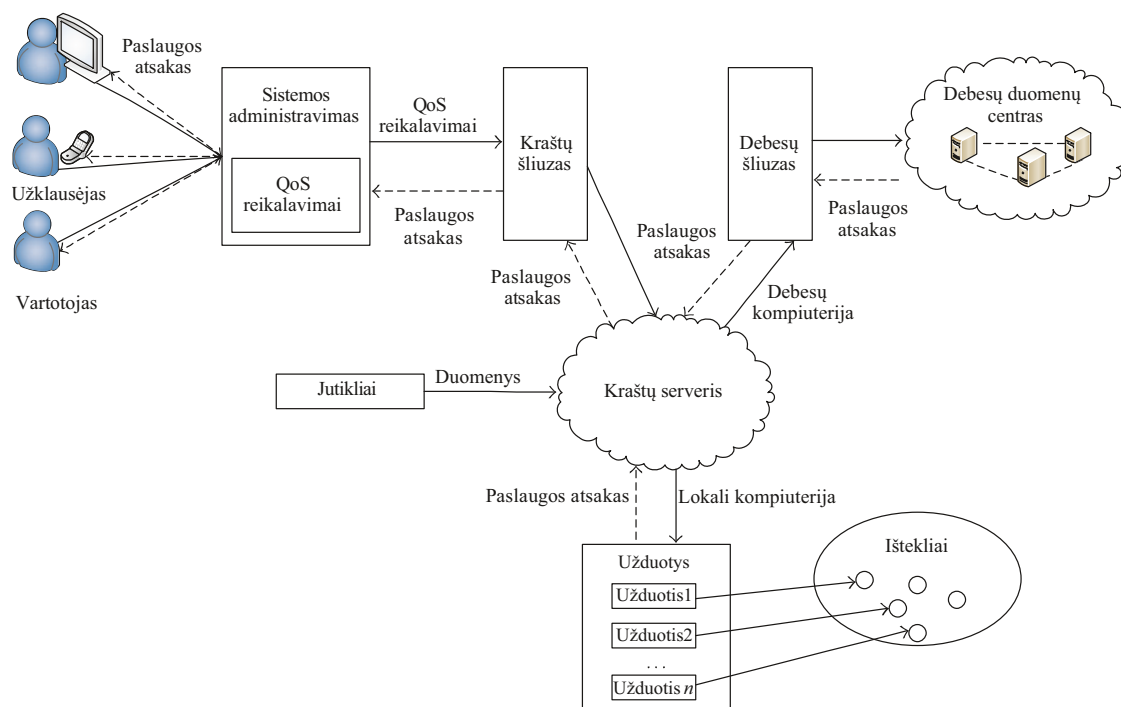 Paslaugos
atsakas
Užklausėjas
Vartotojas
Sistemos
administravimas
QoS
reikalavimai
QoS
reikalavimai
Paslaugos
atsakas
Kraštų
šliuzas
Debesų
šliuzas
Debesų duomenų
centras
Paslaugos
atsakas
Paslaugos
atsakas
Paslaugos
atsakas
Debesų
kompiuterija
Jutikliai
Duomenys
Kraštų serveris
Paslaugos atsakas
Lokali kompiuterija
Užduotys
Užduotis1
Užduotis2
...
Užduotis n
Ištekliai